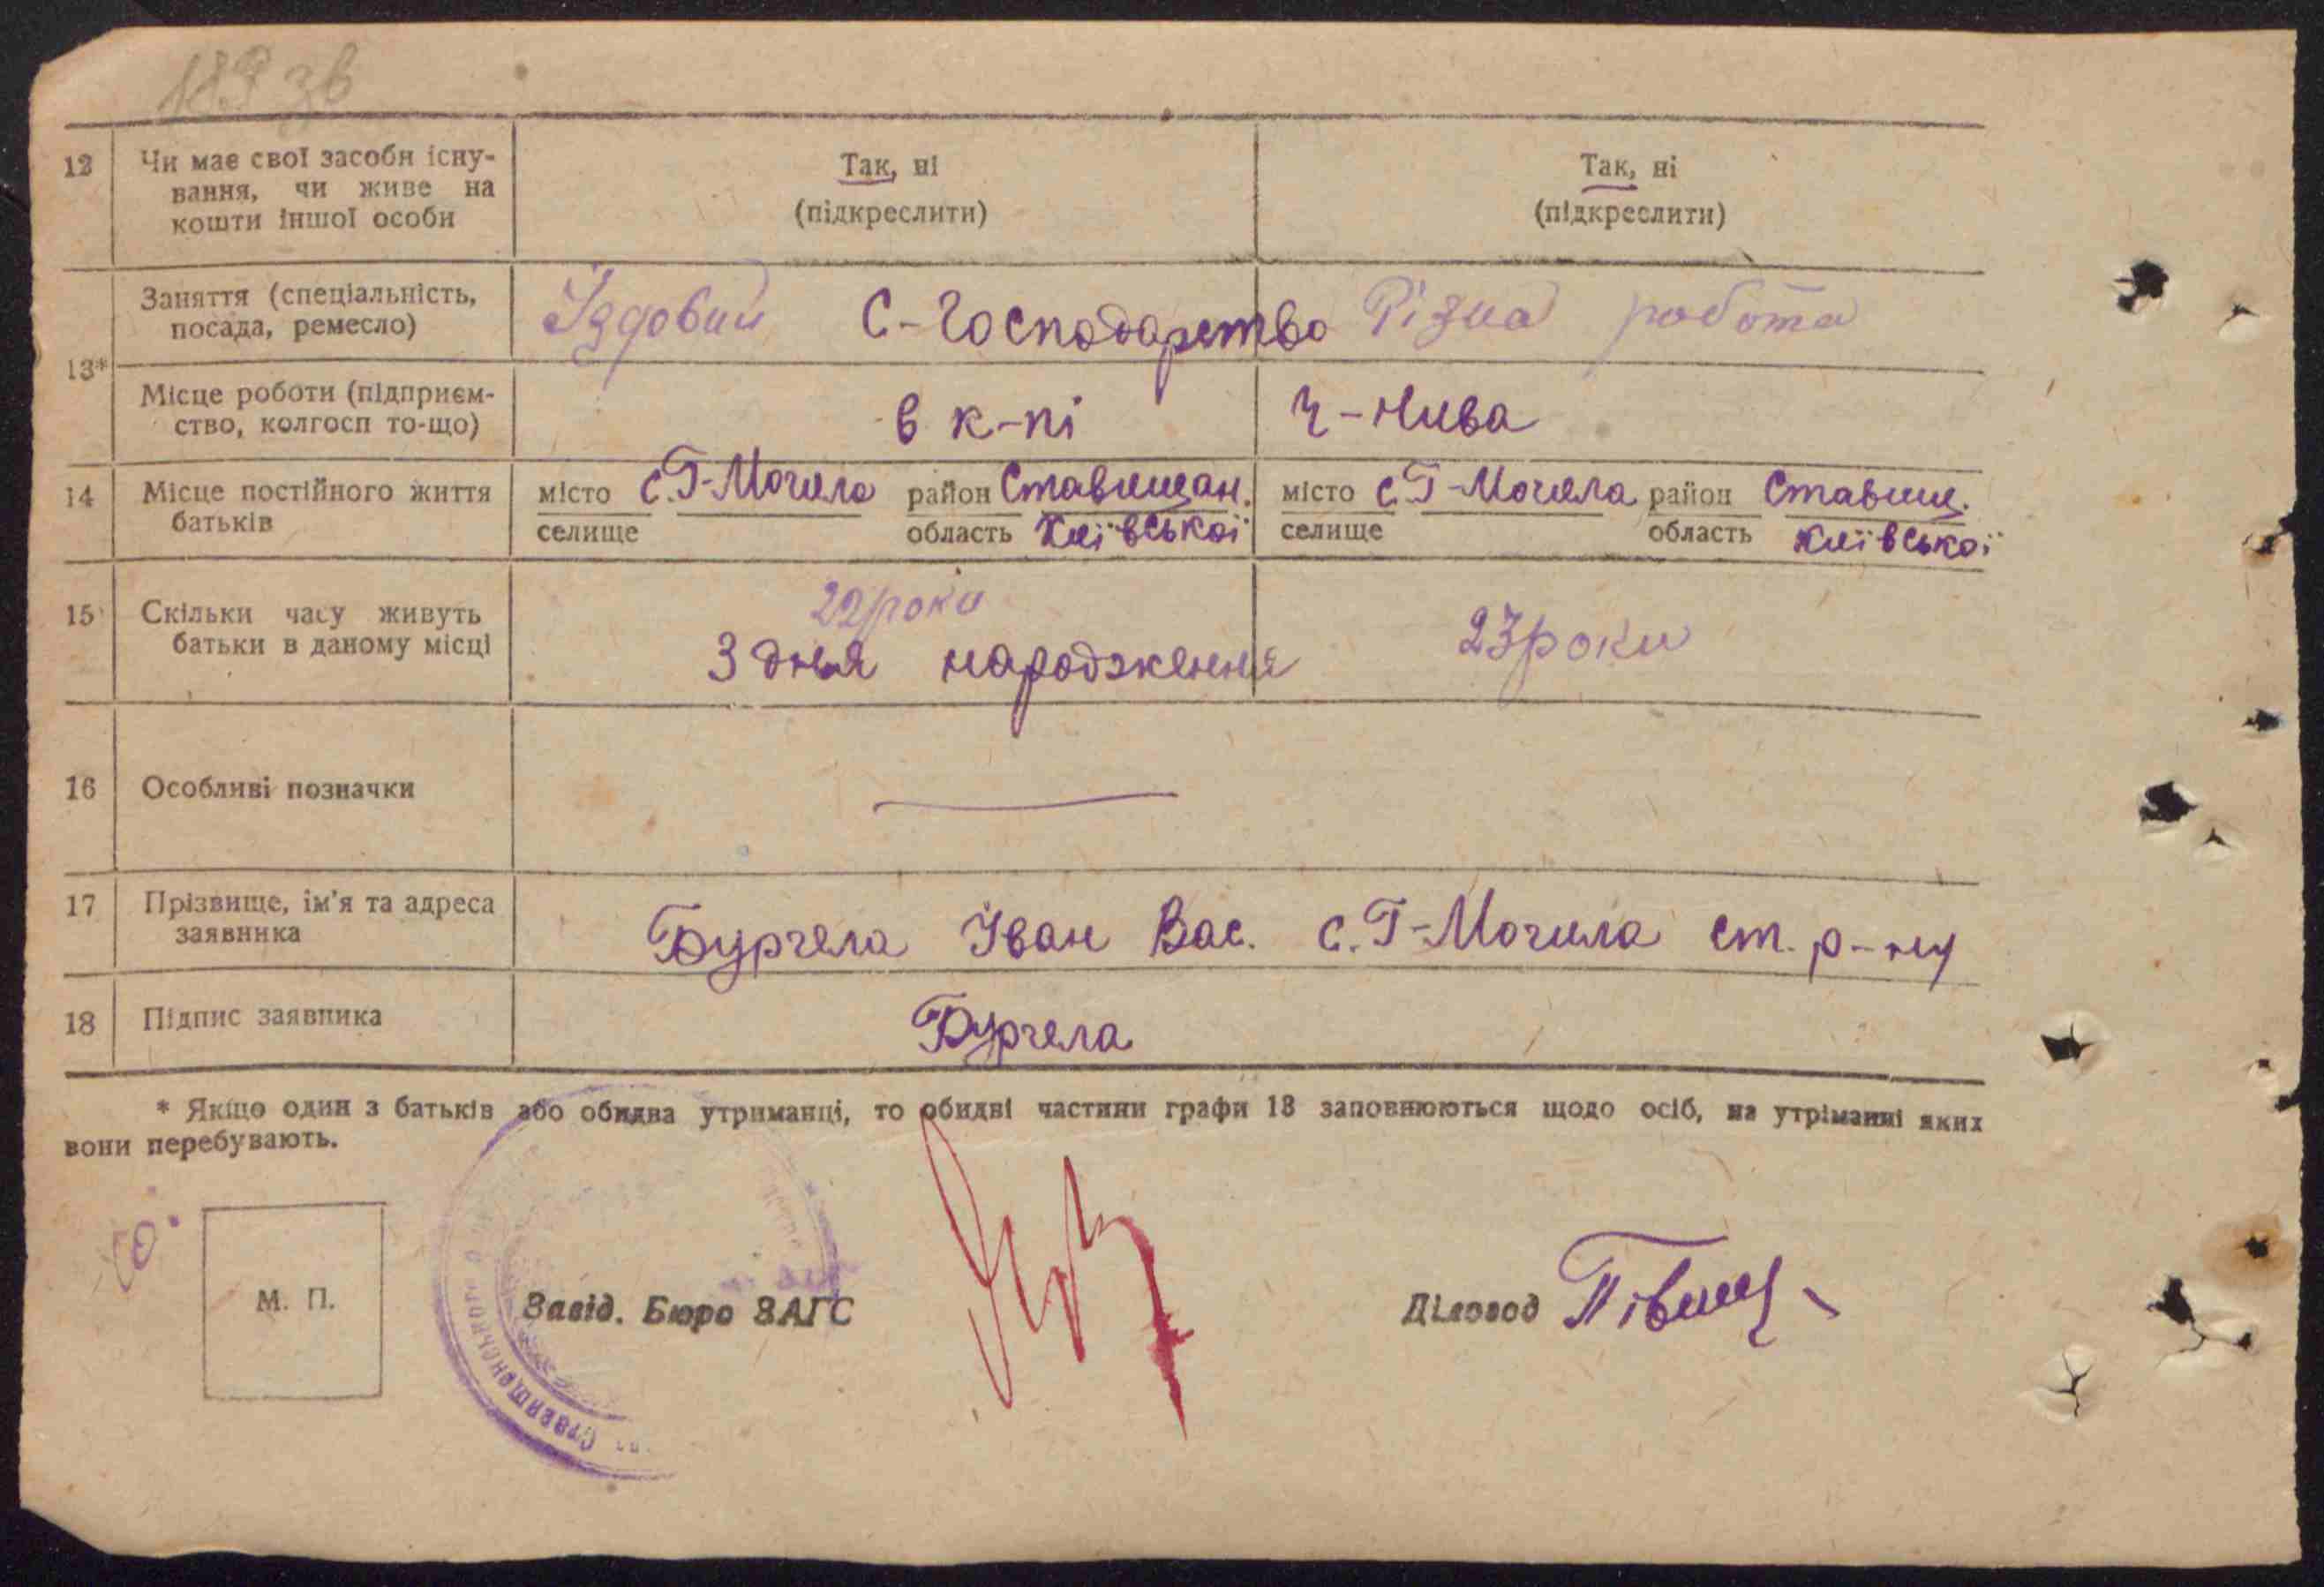 189 зв
12 Чи має свої засоби існу- Так, ні Так, ні
вання, чи живе на (підкреслити) (підкреслити)
кошти іншої особи
13* Заняття (спеціальність, Їздовий С-господарство Різна робота
посада, ремесло)
Місце роботи (підприєм- в к-пі Ч-Нива
ство, колгосп то-що)
14 Місце постійного життя місто с. Г-Могила район Ставищан. місто с. Г-Могила район Ставищ.
батьків селище область Київської селище область Київської
22 роки
15 Скільки часу живуть З дня народження 23 роки
батьки в даному місці
16 Особливі позначки
17 Прізвище, ім'я та адреса Бургела Іван Вас. с. Г-Могила ст. р-ну
заявника
18 Підпис заявника Бургела
* Якщо один з батьків або обидва утриманці, то обидві частини графи 13 заповнюються щодо осіб, на утріманні яких
вони перебувають.
М. П. Завід. Бюро ЗАГС Діловод